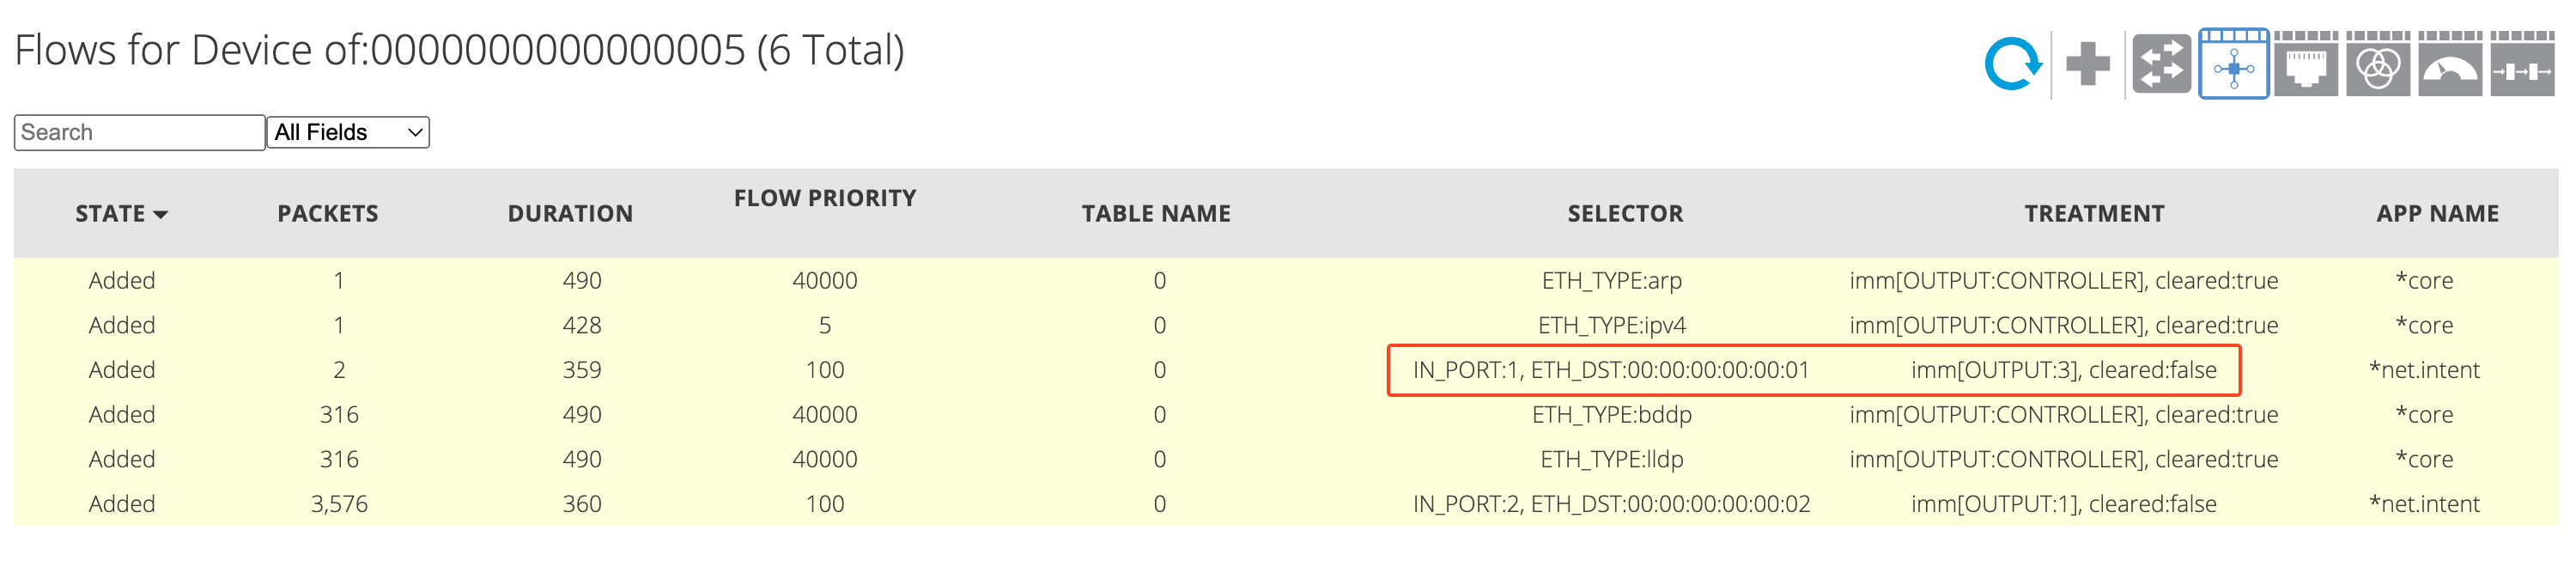 Flows for Device of:0000000000000005 (6 Total)
Search All Fields
STATE PACKETS DURATION FLOW PRIORITY TABLE NAME SELECTOR TREATMENT APP NAME
Added 1 490 40000 0 ETH_TYPE:arp imm[OUTPUT:CONTROLLER], cleared:true *core
Added 1 428 5 0 ETH_TYPE:ipv4 imm[OUTPUT:CONTROLLER], cleared:true *core
Added 2 359 100 0 IN_PORT:1, ETH_DST:00:00:00:00:00:01 imm[OUTPUT:3], cleared:false *net.intent
Added 316 490 40000 0 ETH_TYPE:bddp imm[OUTPUT:CONTROLLER], cleared:true *core
Added 316 490 40000 0 ETH_TYPE:lldp imm[OUTPUT:CONTROLLER], cleared:true *core
Added 3,576 360 100 0 IN_PORT:2, ETH_DST:00:00:00:00:00:02 imm[OUTPUT:1], cleared:false *net.intent